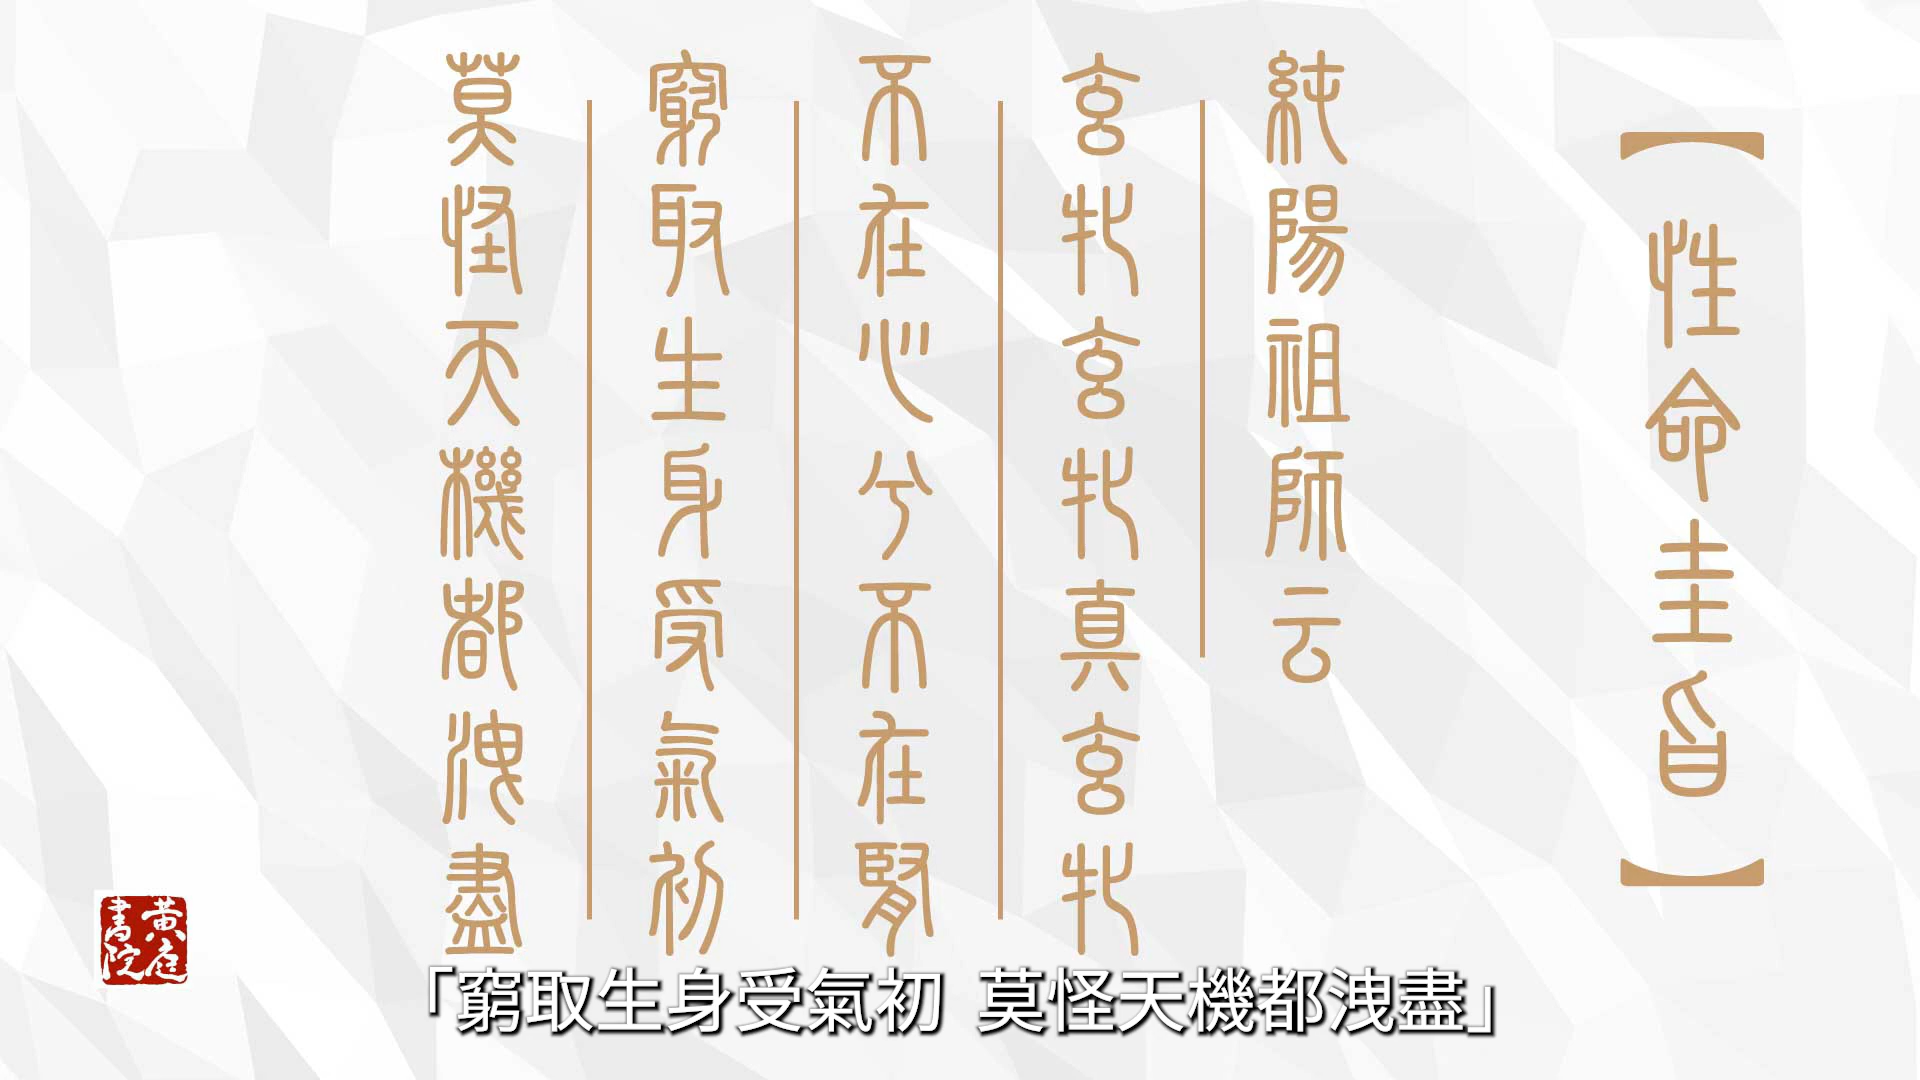 【性命圭旨】
純陽祖師云
玄牝玄牝真玄牝
不在心兮不在腎
窮取生身受氣初
莫怪天機都洩盡
黃庭書院
「窮取生身受氣初 莫怪天機都洩盡」